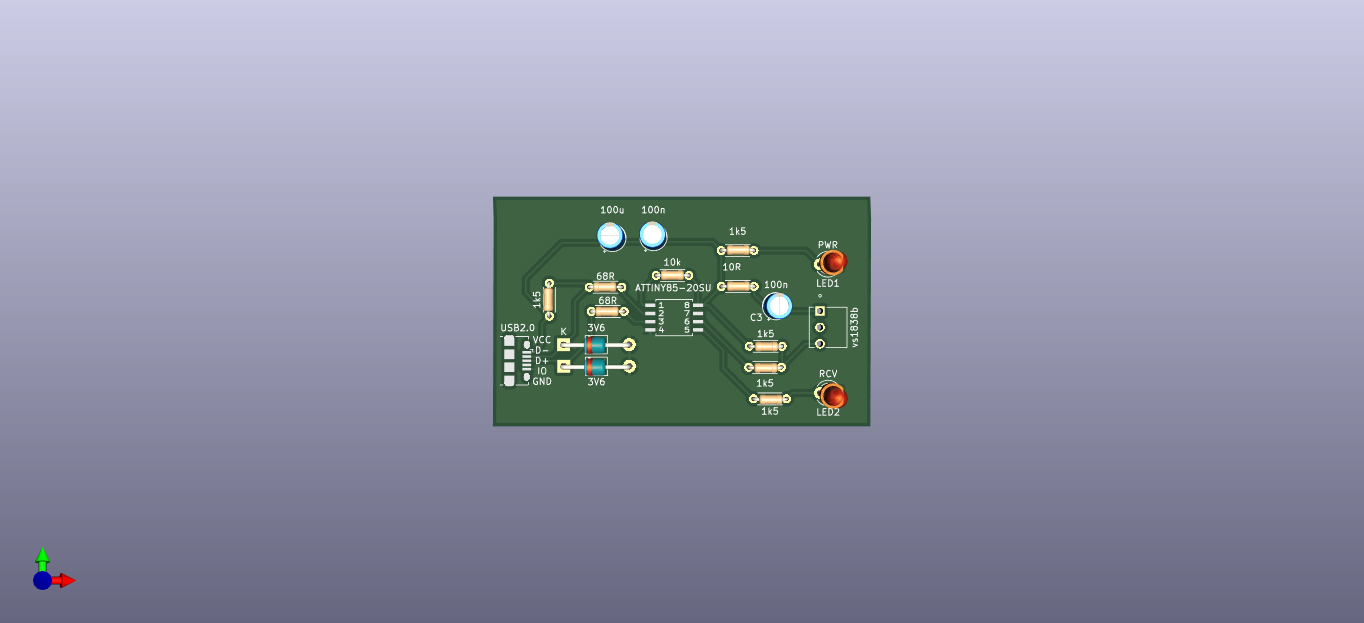 100u
100n
1k5
PWR
LED1
10k
10R
68R
ATTINY85-20SU
100n
1k5
68R
1 8
2 7
3 6
4 5
C3
vs1838b
USB2.0
K
3V6
VCC
D-
D+
IO
GND
3V6
1k5
1k5
RCV
1k5
LED2